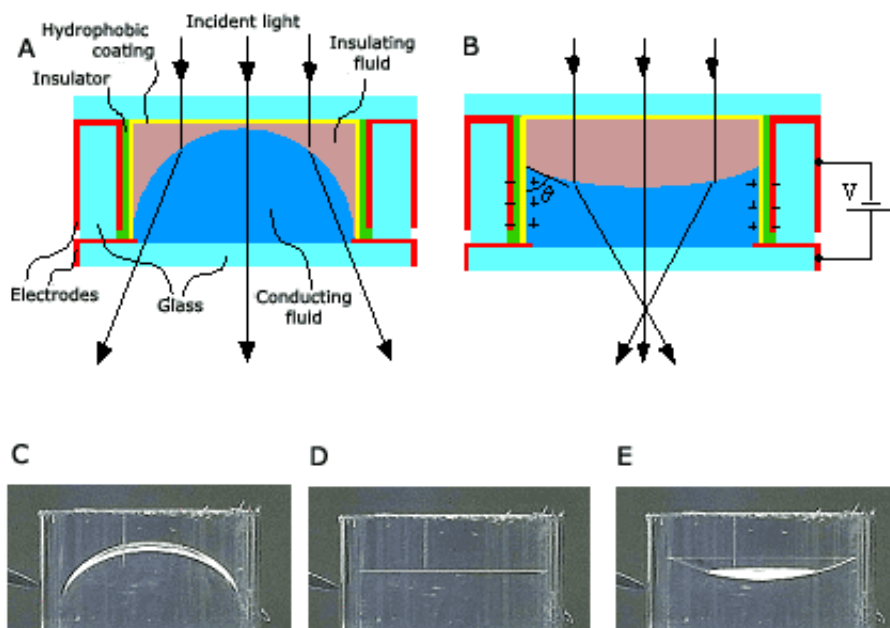 A
Incident light
Hydrophobic
coating
Insulating
fluid
Insulator
Electrodes
Glass
Conducting
fluid
B
θ
+ +
+ +
+ +
V
C
D
E